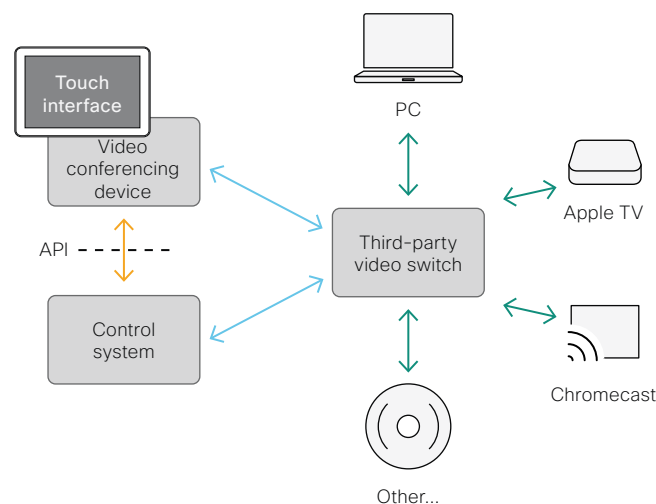 Touch
interface
PC
Video
conferencing
device
Apple TV
API
Third-party
video switch
Control
system
Chromecast
Other...